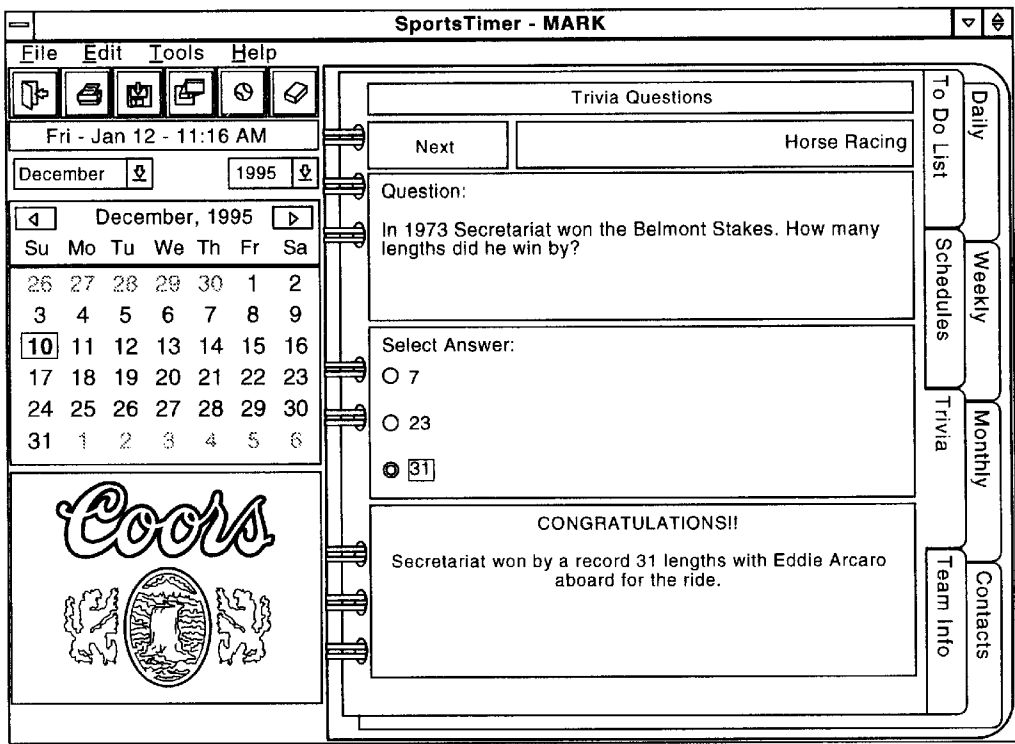 SportsTimer - MARK
File Edit Tools Help
Fri - Jan 12 - 11:16 AM
December 1995
December, 1995
Su Mo Tu We Th Fr Sa
26 27 28 29 30 1 2
3 4 5 6 7 8 9
10 11 12 13 14 15 16
17 18 19 20 21 22 23
24 25 26 27 28 29 30
31 1 2 3 4 5 6
Coors
Trivia Questions
Next
Horse Racing
Question:
In 1973 Secretariat won the Belmont Stakes. How many
lengths did he win by?
Select Answer:
7
23
31
CONGRATULATIONS!!
Secretariat won by a record 31 lengths with Eddie Arcaro
aboard for the ride.
To Do List
Schedules
Trivia
Team Info
Daily
Weekly
Monthly
Contacts